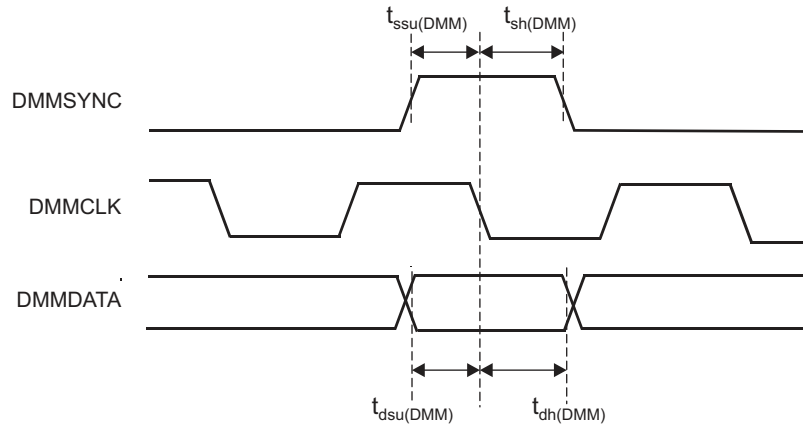 tssu(DMM) tsh(DMM)
DMMSYNC
DMMCLK
DMMDATA
tdsu(DMM) tdh(DMM)